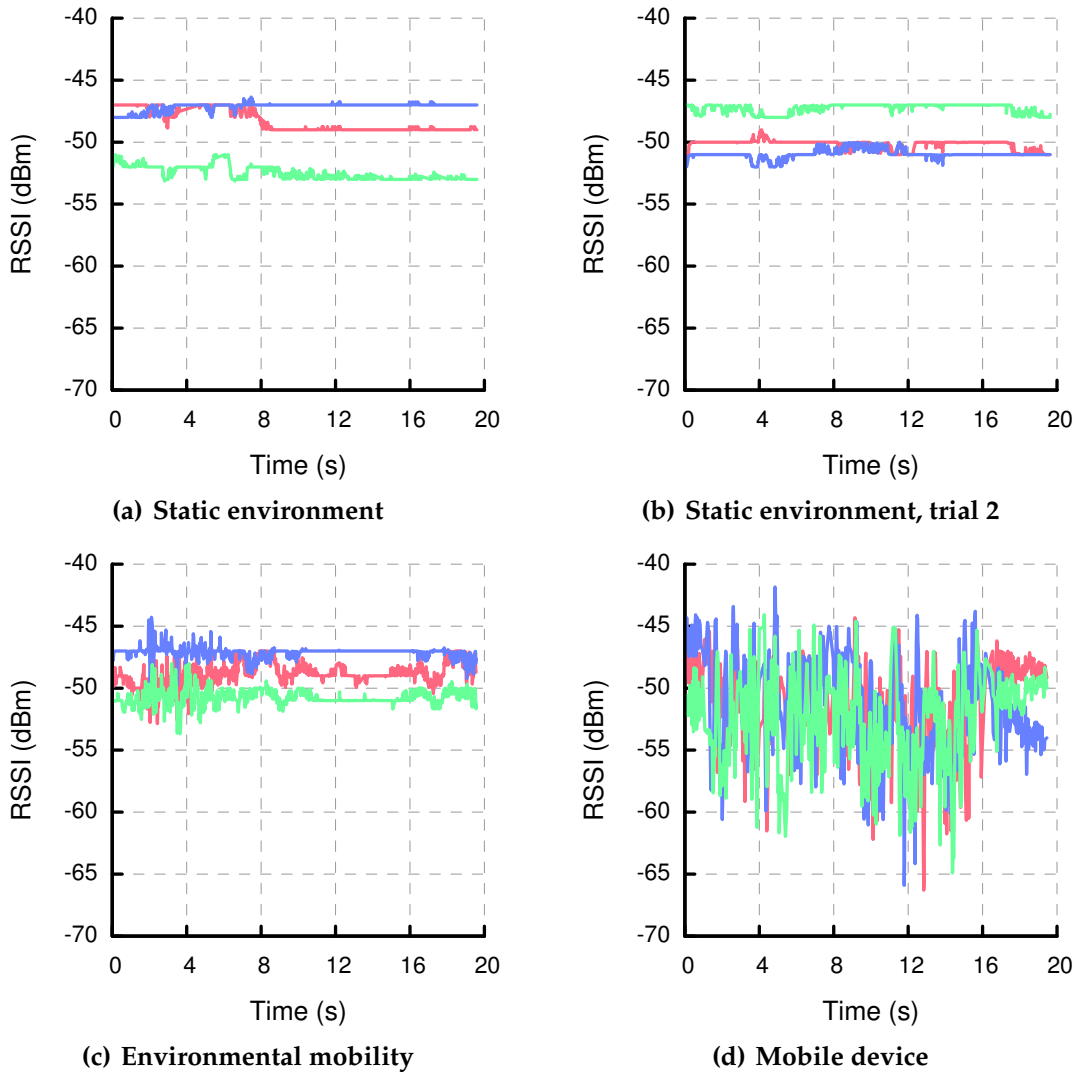 -40
-45
-50
-55
-60
-65
-70
RSSI (dBm)
0 4 8 12 16 20
Time (s)
(a) Static environment
-40
-45
-50
-55
-60
-65
-70
RSSI (dBm)
0 4 8 12 16 20
Time (s)
(b) Static environment, trial 2
-40
-45
-50
-55
-60
-65
-70
RSSI (dBm)
0 4 8 12 16 20
Time (s)
(c) Environmental mobility
-40
-45
-50
-55
-60
-65
-70
RSSI (dBm)
0 4 8 12 16 20
Time (s)
(d) Mobile device